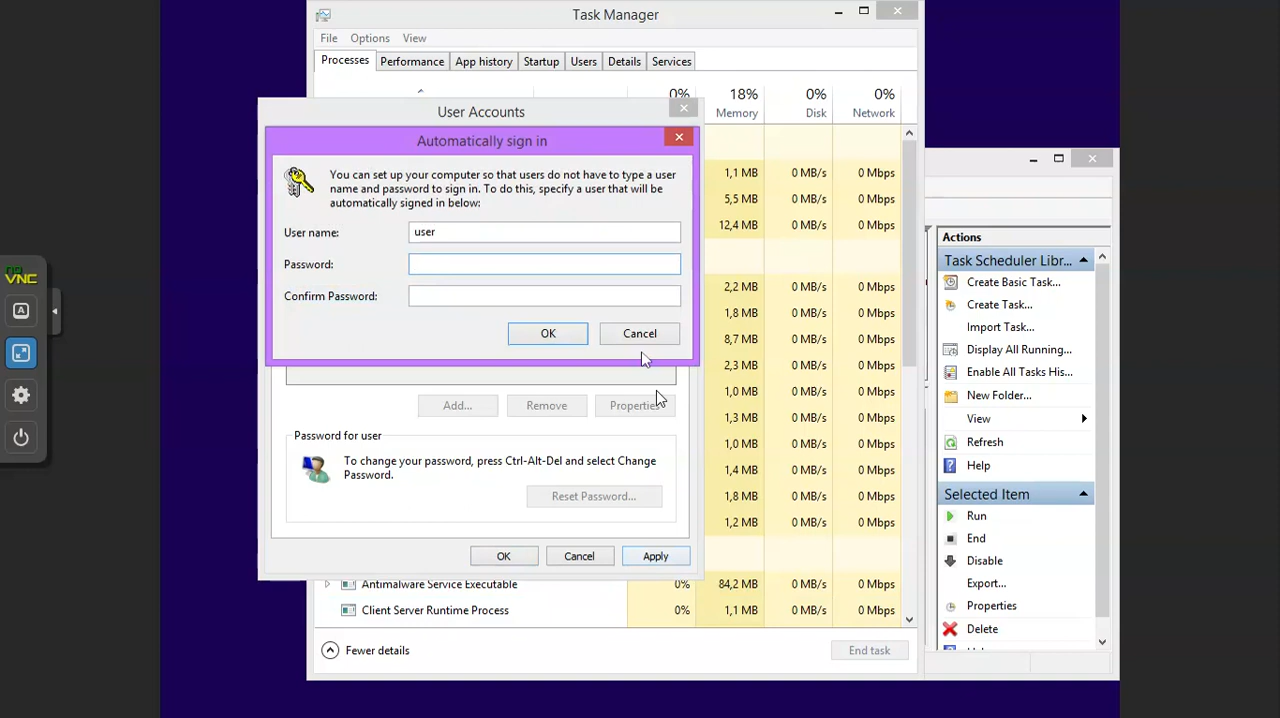 Task Manager
File Options View
Processes Performance App history Startup Users Details Services
0% 18% 0% 0%
Memory Disk Network
User Accounts
Automatically sign in
You can set up your computer so that users do not have to type a user
name and password to sign in. To do this, specify a user that will be
automatically signed in below:
User name: user
Password:
Confirm Password:
OK Cancel
Add... Remove Properties
Password for user
To change your password, press Ctrl-Alt-Del and select Change
Password.
Reset Password...
OK Cancel Apply
1,1 MB 0 MB/s 0 Mbps
5,5 MB 0 MB/s 0 Mbps
12,4 MB 0 MB/s 0 Mbps
2,2 MB 0 MB/s 0 Mbps
1,8 MB 0 MB/s 0 Mbps
8,7 MB 0 MB/s 0 Mbps
2,3 MB 0 MB/s 0 Mbps
1,0 MB 0 MB/s 0 Mbps
1,3 MB 0 MB/s 0 Mbps
1,0 MB 0 MB/s 0 Mbps
1,4 MB 0 MB/s 0 Mbps
1,8 MB 0 MB/s 0 Mbps
1,2 MB 0 MB/s 0 Mbps
Antimalware Service Executable 0% 84,2 MB 0 MB/s 0 Mbps
Client Server Runtime Process 0% 1,1 MB 0 MB/s 0 Mbps
Fewer details End task
Actions
Task Scheduler Libr...
Create Basic Task...
Create Task...
Import Task...
Display All Running...
Enable All Tasks His...
New Folder...
View
Refresh
Help
Selected Item
Run
End
Disable
Export...
Properties
Delete
no
VNC
A